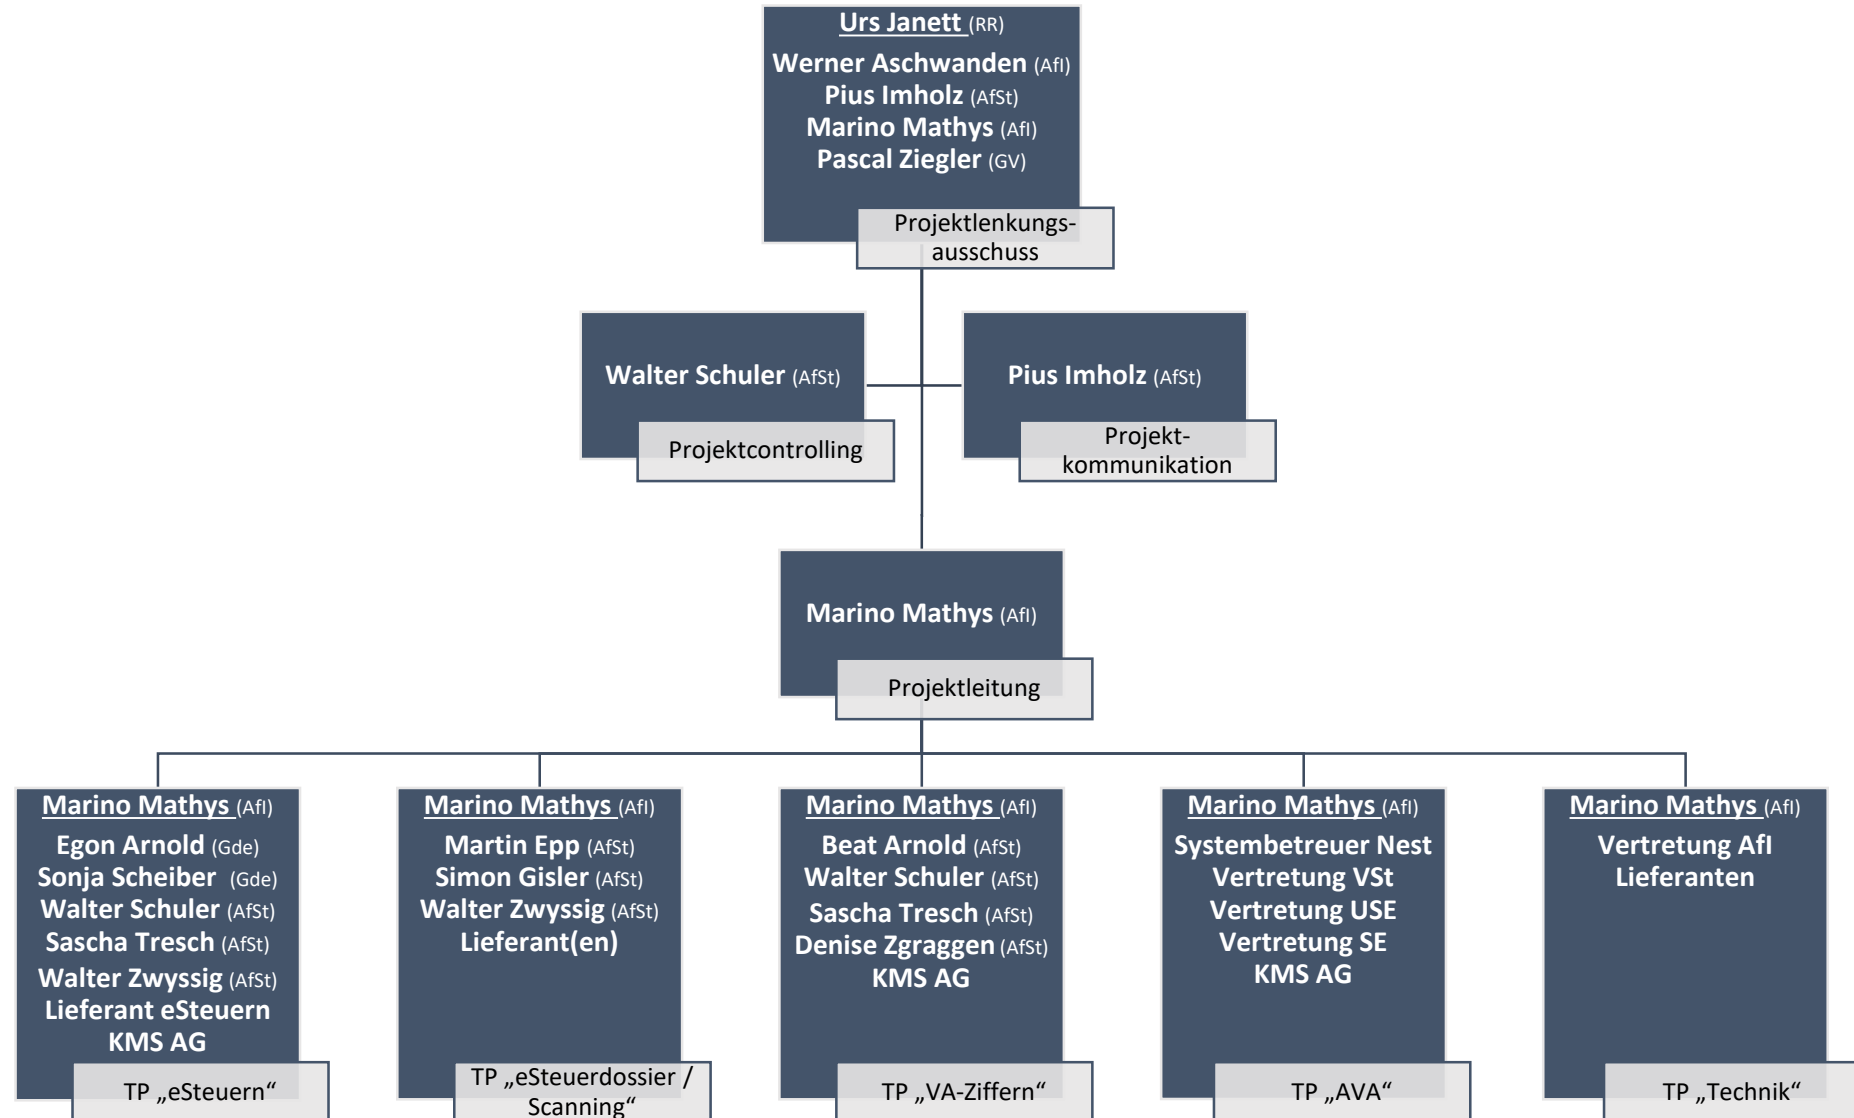 Urs Janett (RR)
Werner Aschwanden (AfI)
Pius Imholz (AfSt)
Marino Mathys (AfI)
Pascal Ziegler (GV)
Projektlenkungs-
ausschuss
Walter Schuler (AfSt)
Projektcontrolling
Pius Imholz (AfSt)
Projekt-
kommunikation
Marino Mathys (AfI)
Projektleitung
Marino Mathys (AfI)
Egon Arnold (Gde)
Sonja Scheiber (Gde)
Walter Schuler (AfSt)
Sascha Tresch (AfSt)
Walter Zwyssig (AfSt)
Lieferant eSteuern
KMS AG
TP „eSteuern“
Marino Mathys (AfI)
Martin Epp (AfSt)
Simon Gisler (AfSt)
Walter Zwyssig (AfSt)
Lieferant(en)
TP „eSteuerdossier /
Scanning“
Marino Mathys (AfI)
Beat Arnold (AfSt)
Walter Schuler (AfSt)
Sascha Tresch (AfSt)
Denise Zgraggen (AfSt)
KMS AG
TP „VA-Ziffern“
Marino Mathys (AfI)
Systembetreuer Nest
Vertretung VSt
Vertretung USE
Vertretung SE
KMS AG
TP „AVA“
Marino Mathys (AfI)
Vertretung AfI
Lieferanten
TP „Technik“